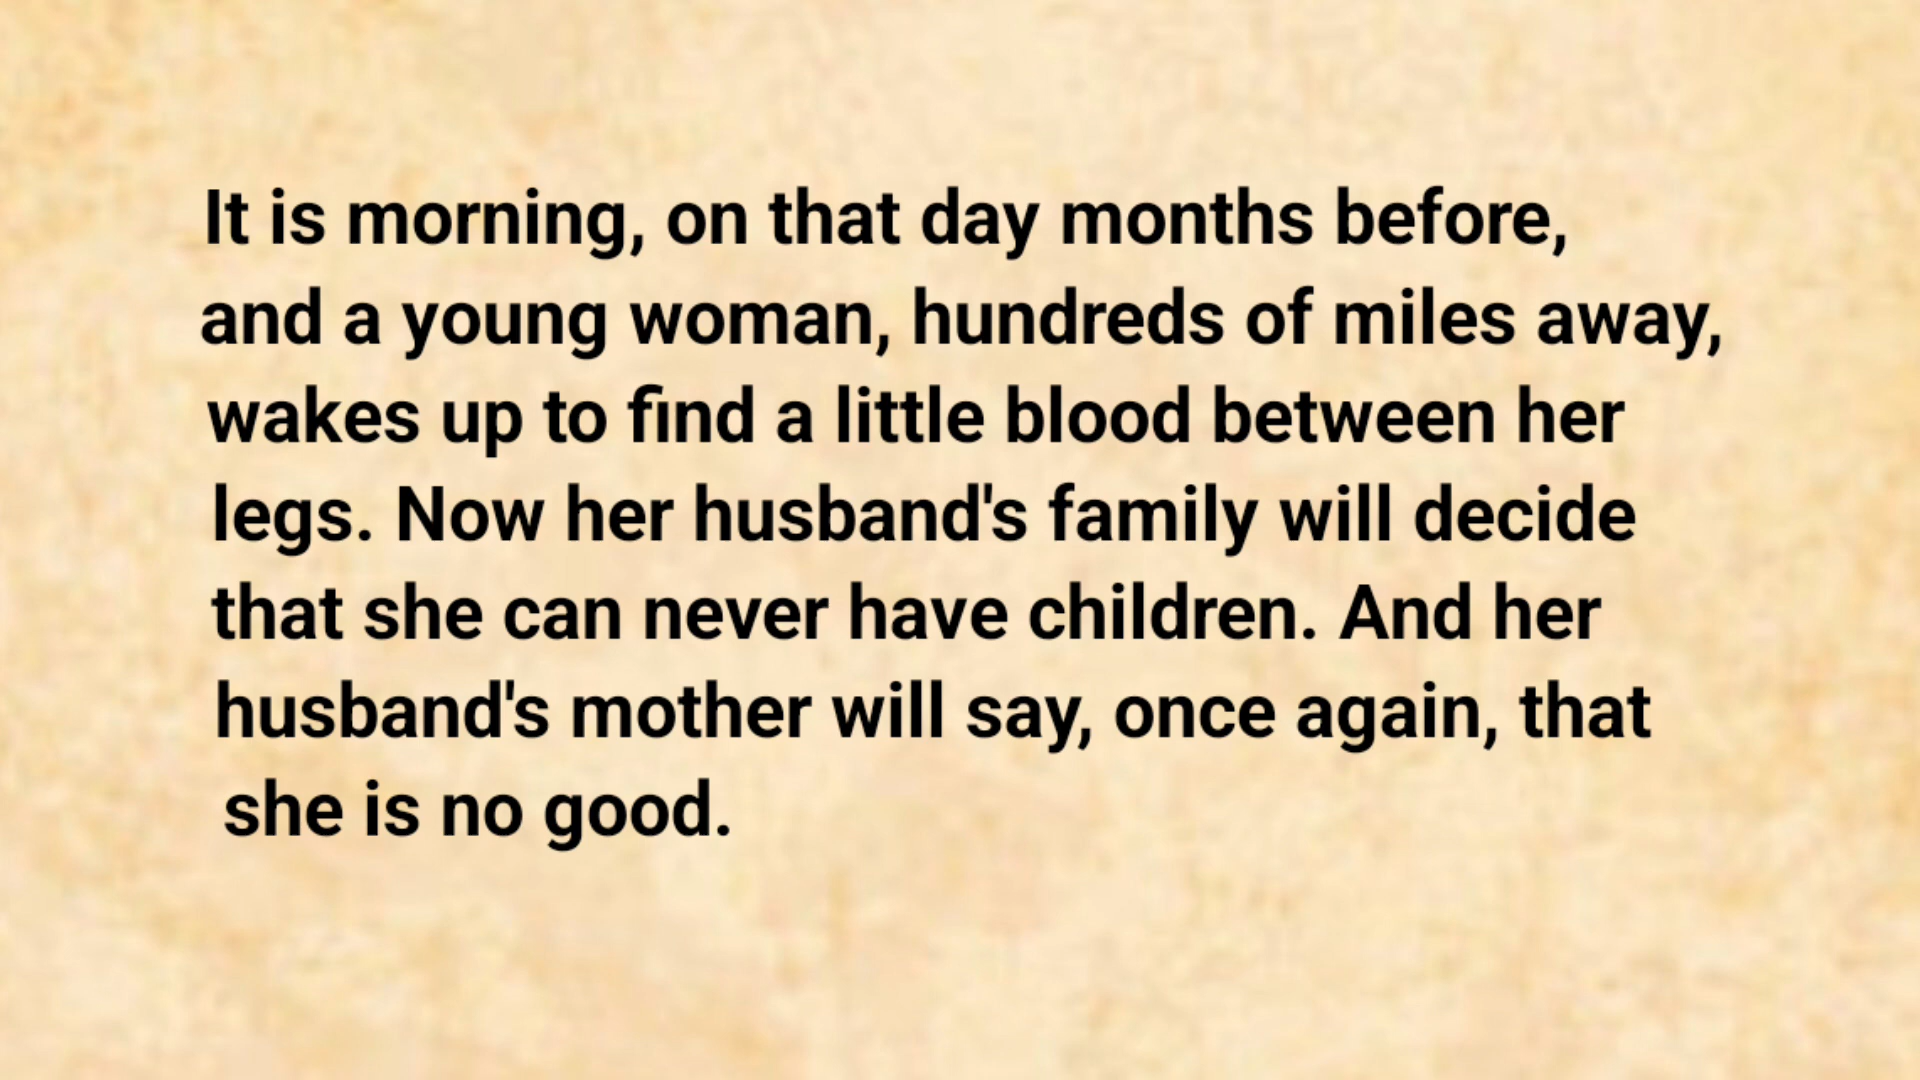 It is morning, on that day months before,
and a young woman, hundreds of miles away,
wakes up to find a little blood between her
legs. Now her husband's family will decide
that she can never have children. And her
husband's mother will say, once again, that
she is no good.